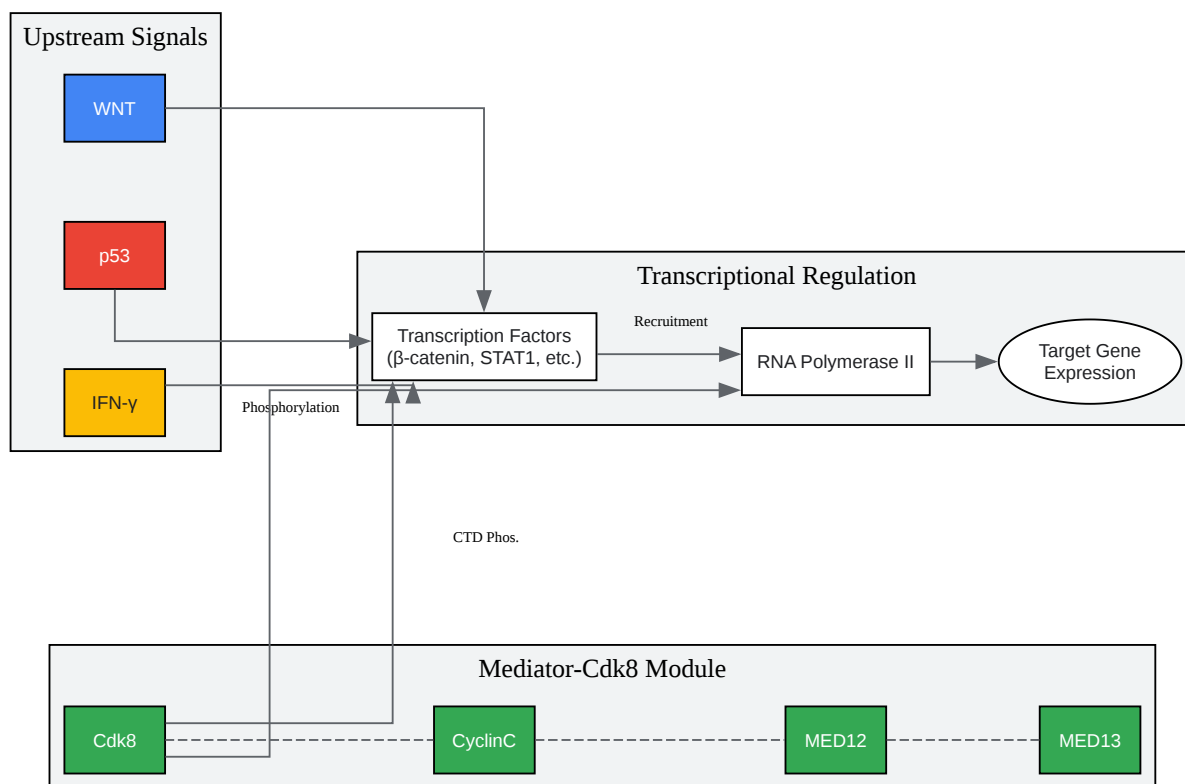 Upstream Signals
WNT
p53
IFN-γ
Transcriptional Regulation
Transcription Factors
(β-catenin, STAT1, etc.)
Recruitment
RNA Polymerase II
Target Gene
Expression
Phosphorylation
CTD Phos.
Mediator-Cdk8 Module
Cdk8
CyclinC
MED12
MED13